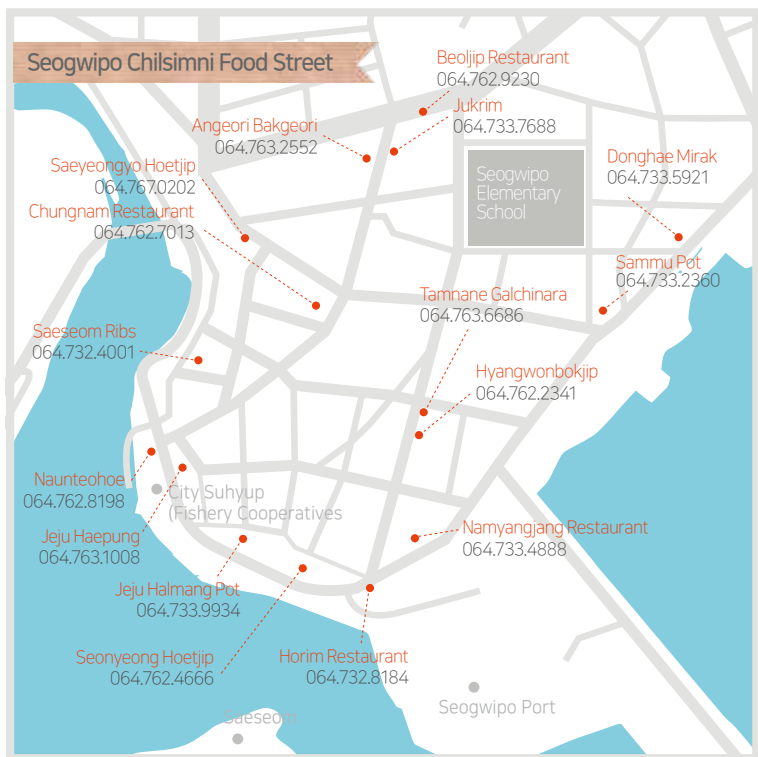 Seogwipo Chilsimni Food Street
Beoljip Restaurant
064.762.9230
Jukrim
064.733.7688
Angeori Bakgeori
064.763.2552
Donghae Mirak
064.733.5921
Saeyeongyo Hoetjip
064.767.0202
Seogwipo
Elementary
School
Chungnam Restaurant
064.762.7013
Sammu Pot
064.733.2360
Tamnane Galchinara
064.763.6686
Saeseom Ribs
064.732.4001
Hyangwonbokjip
064.762.2341
Naunteohoe
064.762.8198
City Suhyup
(Fishery Cooperatives
Jeju Haepung
064.763.1008
Namyangjang Restaurant
064.733.4888
Jeju Halmang Pot
064.733.9934
Seonyeong Hoetjip
064.762.4666
Horim Restaurant
064.732.8184
Seogwipo Port
Saeseom